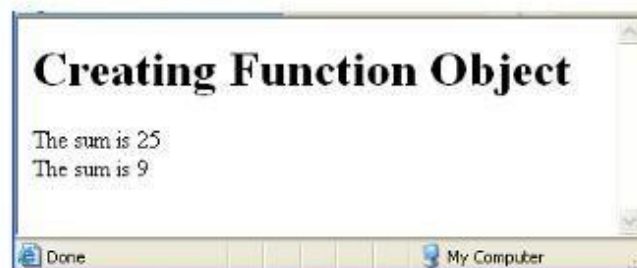 Creating Function Object
The sum is 25
The sum is 9
Done
My Computer